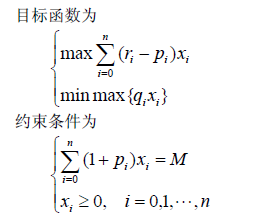 目标函数为
max∑_{i=0}^{n}(r_i − p_i)x_i
min max{q_i x_i}
约束条件为
∑_{i=0}^{n}(1 + p_i)x_i = M
x_i ≥ 0, i = 0,1,⋯,n